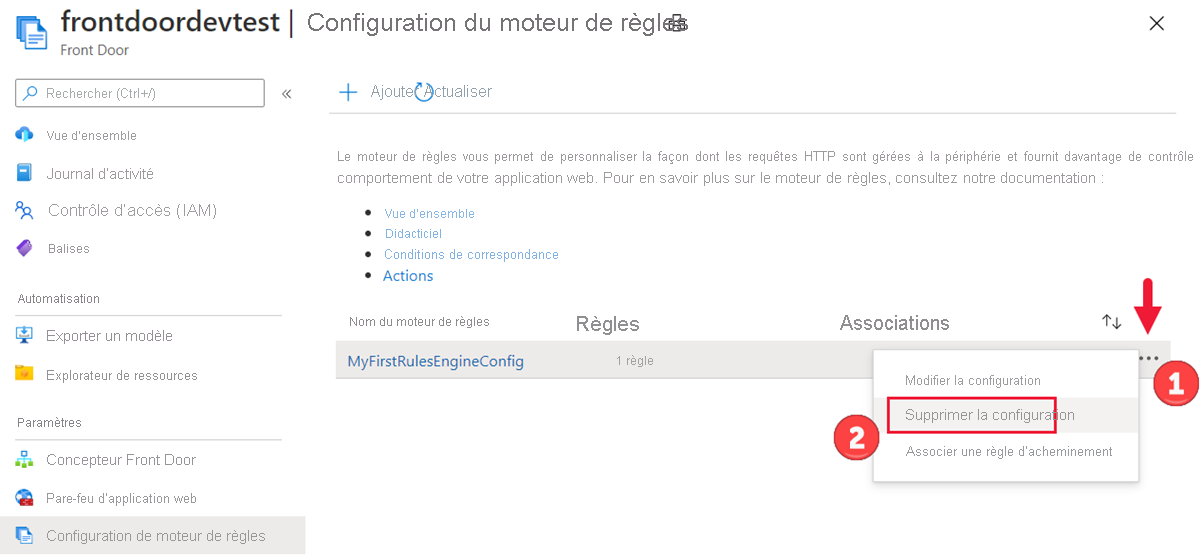 frontdoordevtest | Configuration du moteur de règles
Front Door
Rechercher (Ctrl+/)
«
Vue d'ensemble
Journal d'activité
Contrôle d'accès (IAM)
Balises
Automatisation
Exporter un modèle
Explorateur de ressources
Paramètres
Concepteur Front Door
Pare-feu d'application web
Configuration de moteur de règles
Ajouter Actualiser
Le moteur de règles vous permet de personnaliser la façon dont les requêtes HTTP sont gérées à la périphérie et fournit davantage de contrôle
comportement de votre application web. Pour en savoir plus sur le moteur de règles, consultez notre documentation :
Vue d'ensemble
Didacticiel
Conditions de correspondance
Actions
Nom du moteur de règles Règles Associations
MyFirstRulesEngineConfig 1 règle
1
Modifier la configuration
2
Supprimer la configuration
Associer une règle d'acheminement